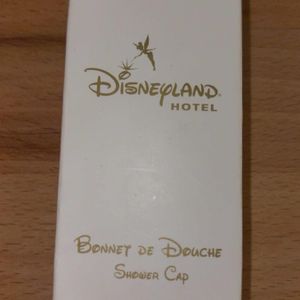 Disneyland
HOTEL
Bonnet de Douche
Shower Cap